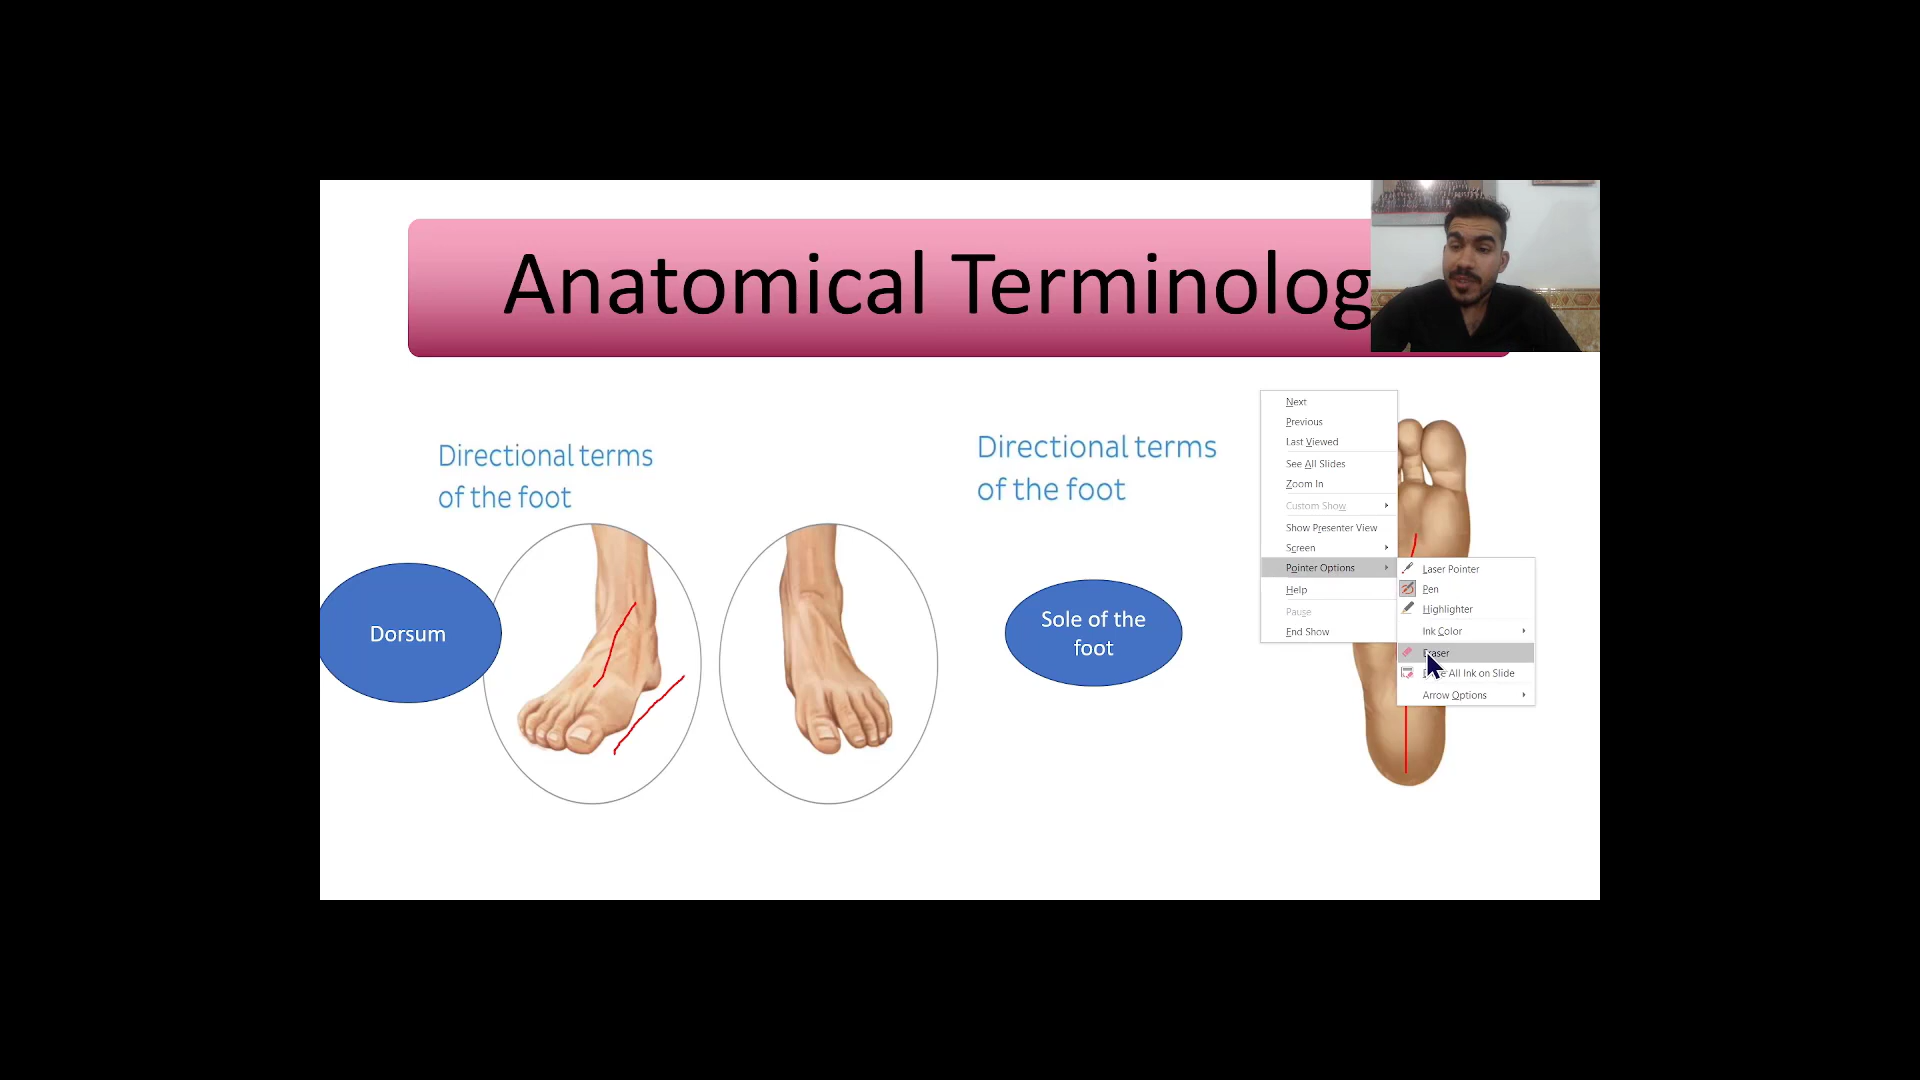 Anatomical Terminolog
Directional terms
of the foot
Dorsum
Directional terms
of the foot
Sole of the
foot
Next
Previous
Last Viewed
See All Slides
Zoom In
Custom Show
Show Presenter View
Screen
Pointer Options
Help
Pause
End Show
Laser Pointer
Pen
Highlighter
Ink Color
Eraser
All Ink on Slide
Arrow Options